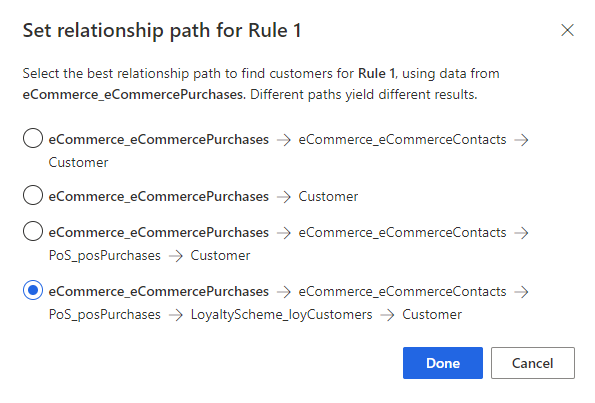 Set relationship path for Rule 1
Select the best relationship path to find customers for Rule 1, using data from
eCommerce_eCommercePurchases. Different paths yield different results.
eCommerce_eCommercePurchases → eCommerce_eCommerceContacts →
Customer
eCommerce_eCommercePurchases → Customer
eCommerce_eCommercePurchases → eCommerce_eCommerceContacts →
PoS_posPurchases → Customer
eCommerce_eCommercePurchases → eCommerce_eCommerceContacts →
PoS_posPurchases → LoyaltyScheme_loyCustomers → Customer
Done Cancel